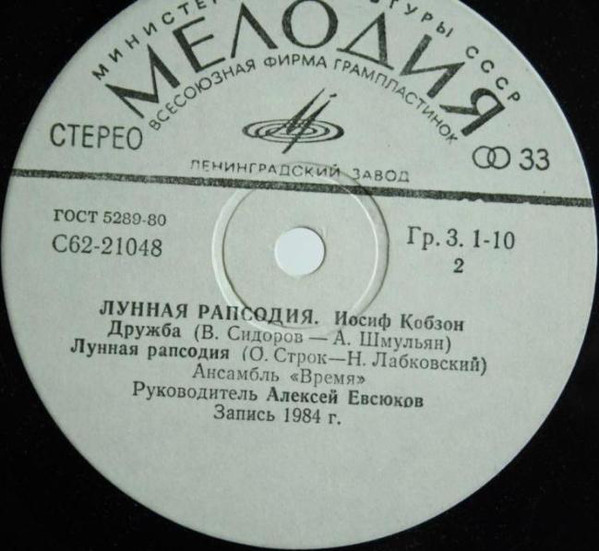 МИНИСТЕ УРЫ СССР
МЕЛОДИЯ
ВСЕСОЮЗНАЯ ФИРМА ГРАМПЛАСТИНОК
СТЕРЕО
33
ЛЕНИНГРАДСКИЙ ЗАВОД
ГОСТ 5289-80
С62-21048
Гр. 3. 1-10
2
ЛУННАЯ РАПСОДИЯ. Иосиф Кобзон
Дружба (В. Сидоров — А. Шмульян)
Лунная рапсодия (О. Строк—Н. Лабковский)
Ансамбль «Время»
Руководитель Алексей Евсюков
Запись 1984 г.